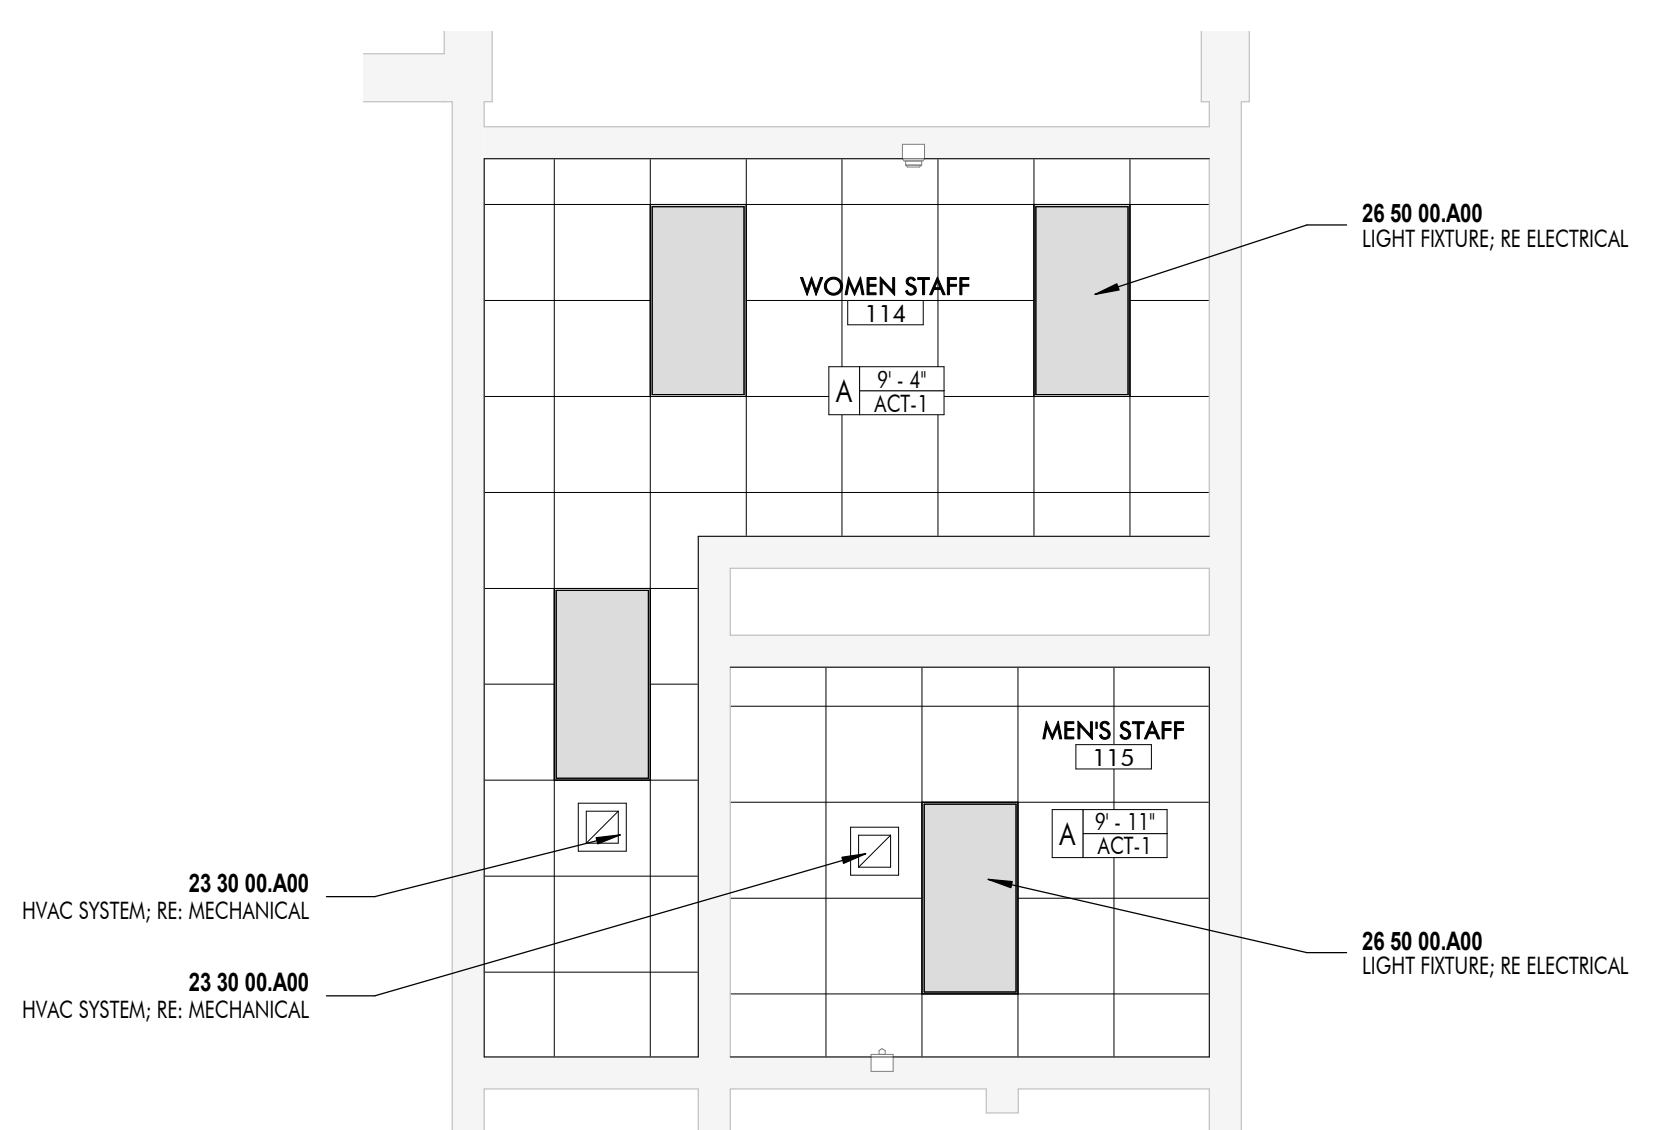 26 50 00.A00
LIGHT FIXTURE; RE ELECTRICAL
WOMEN STAFF
114
A
9' - 4"
ACT-1
MEN'S STAFF
115
A
9' - 11"
ACT-1
23 30 00.A00
HVAC SYSTEM; RE: MECHANICAL
26 50 00.A00
LIGHT FIXTURE; RE ELECTRICAL
23 30 00.A00
HVAC SYSTEM; RE: MECHANICAL